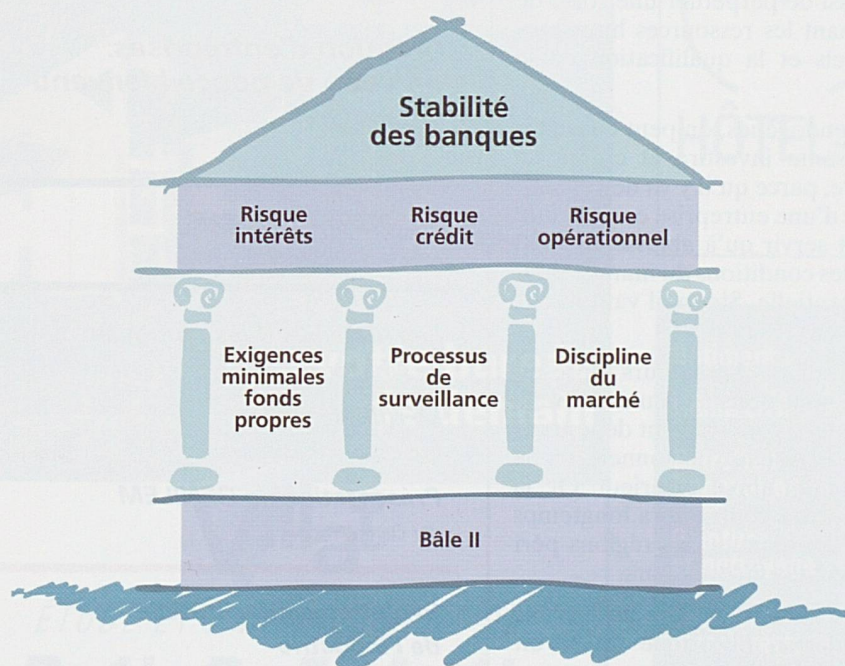 Stabilité
des banques
Risque
intérêts
Risque
crédit
Risque
opérationnel
Exigences
minimales
fonds
propres
Processus
de
surveillance
Discipline
du
marché
Bâle II